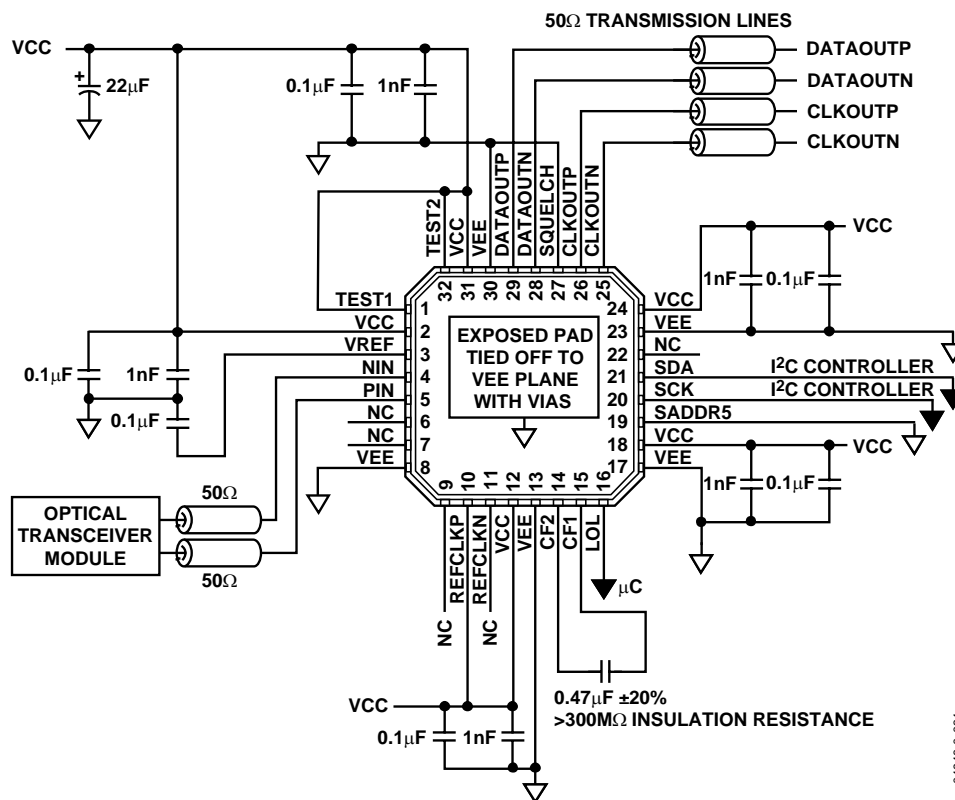 50Ω TRANSMISSION LINES
VCC
22μF
0.1μF
1nF
DATAOUTP
DATAOUTN
CLKOUTP
CLKOUTN
TEST2
VCC
VEE
DATAOUTP
DATAOUTN
SQUELCH
CLKOUTP
CLKOUTN
32
31
30
29
28
27
26
25
TEST1
1
VCC
2
VREF
3
NIN
4
PIN
5
NC
6
NC
7
VEE
8
0.1μF
1nF
0.1μF
EXPOSED PAD
TIED OFF TO
VEE PLANE
WITH VIAS
24
VCC
23
VEE
22
NC
21
SDA
20
SCK
19
SADDR5
18
VCC
17
VEE
VCC
1nF
0.1μF
I²C CONTROLLER
I²C CONTROLLER
VCC
1nF
0.1μF
50Ω
OPTICAL
TRANSCEIVER
MODULE
50Ω
9
10
11
12
13
14
15
16
REFCLKP
REFCLKN
VCC
VEE
CF2
CF1
LOL
NC
NC
μC
0.47μF ±20%
>300MΩ INSULATION RESISTANCE
VCC
0.1μF
1nF